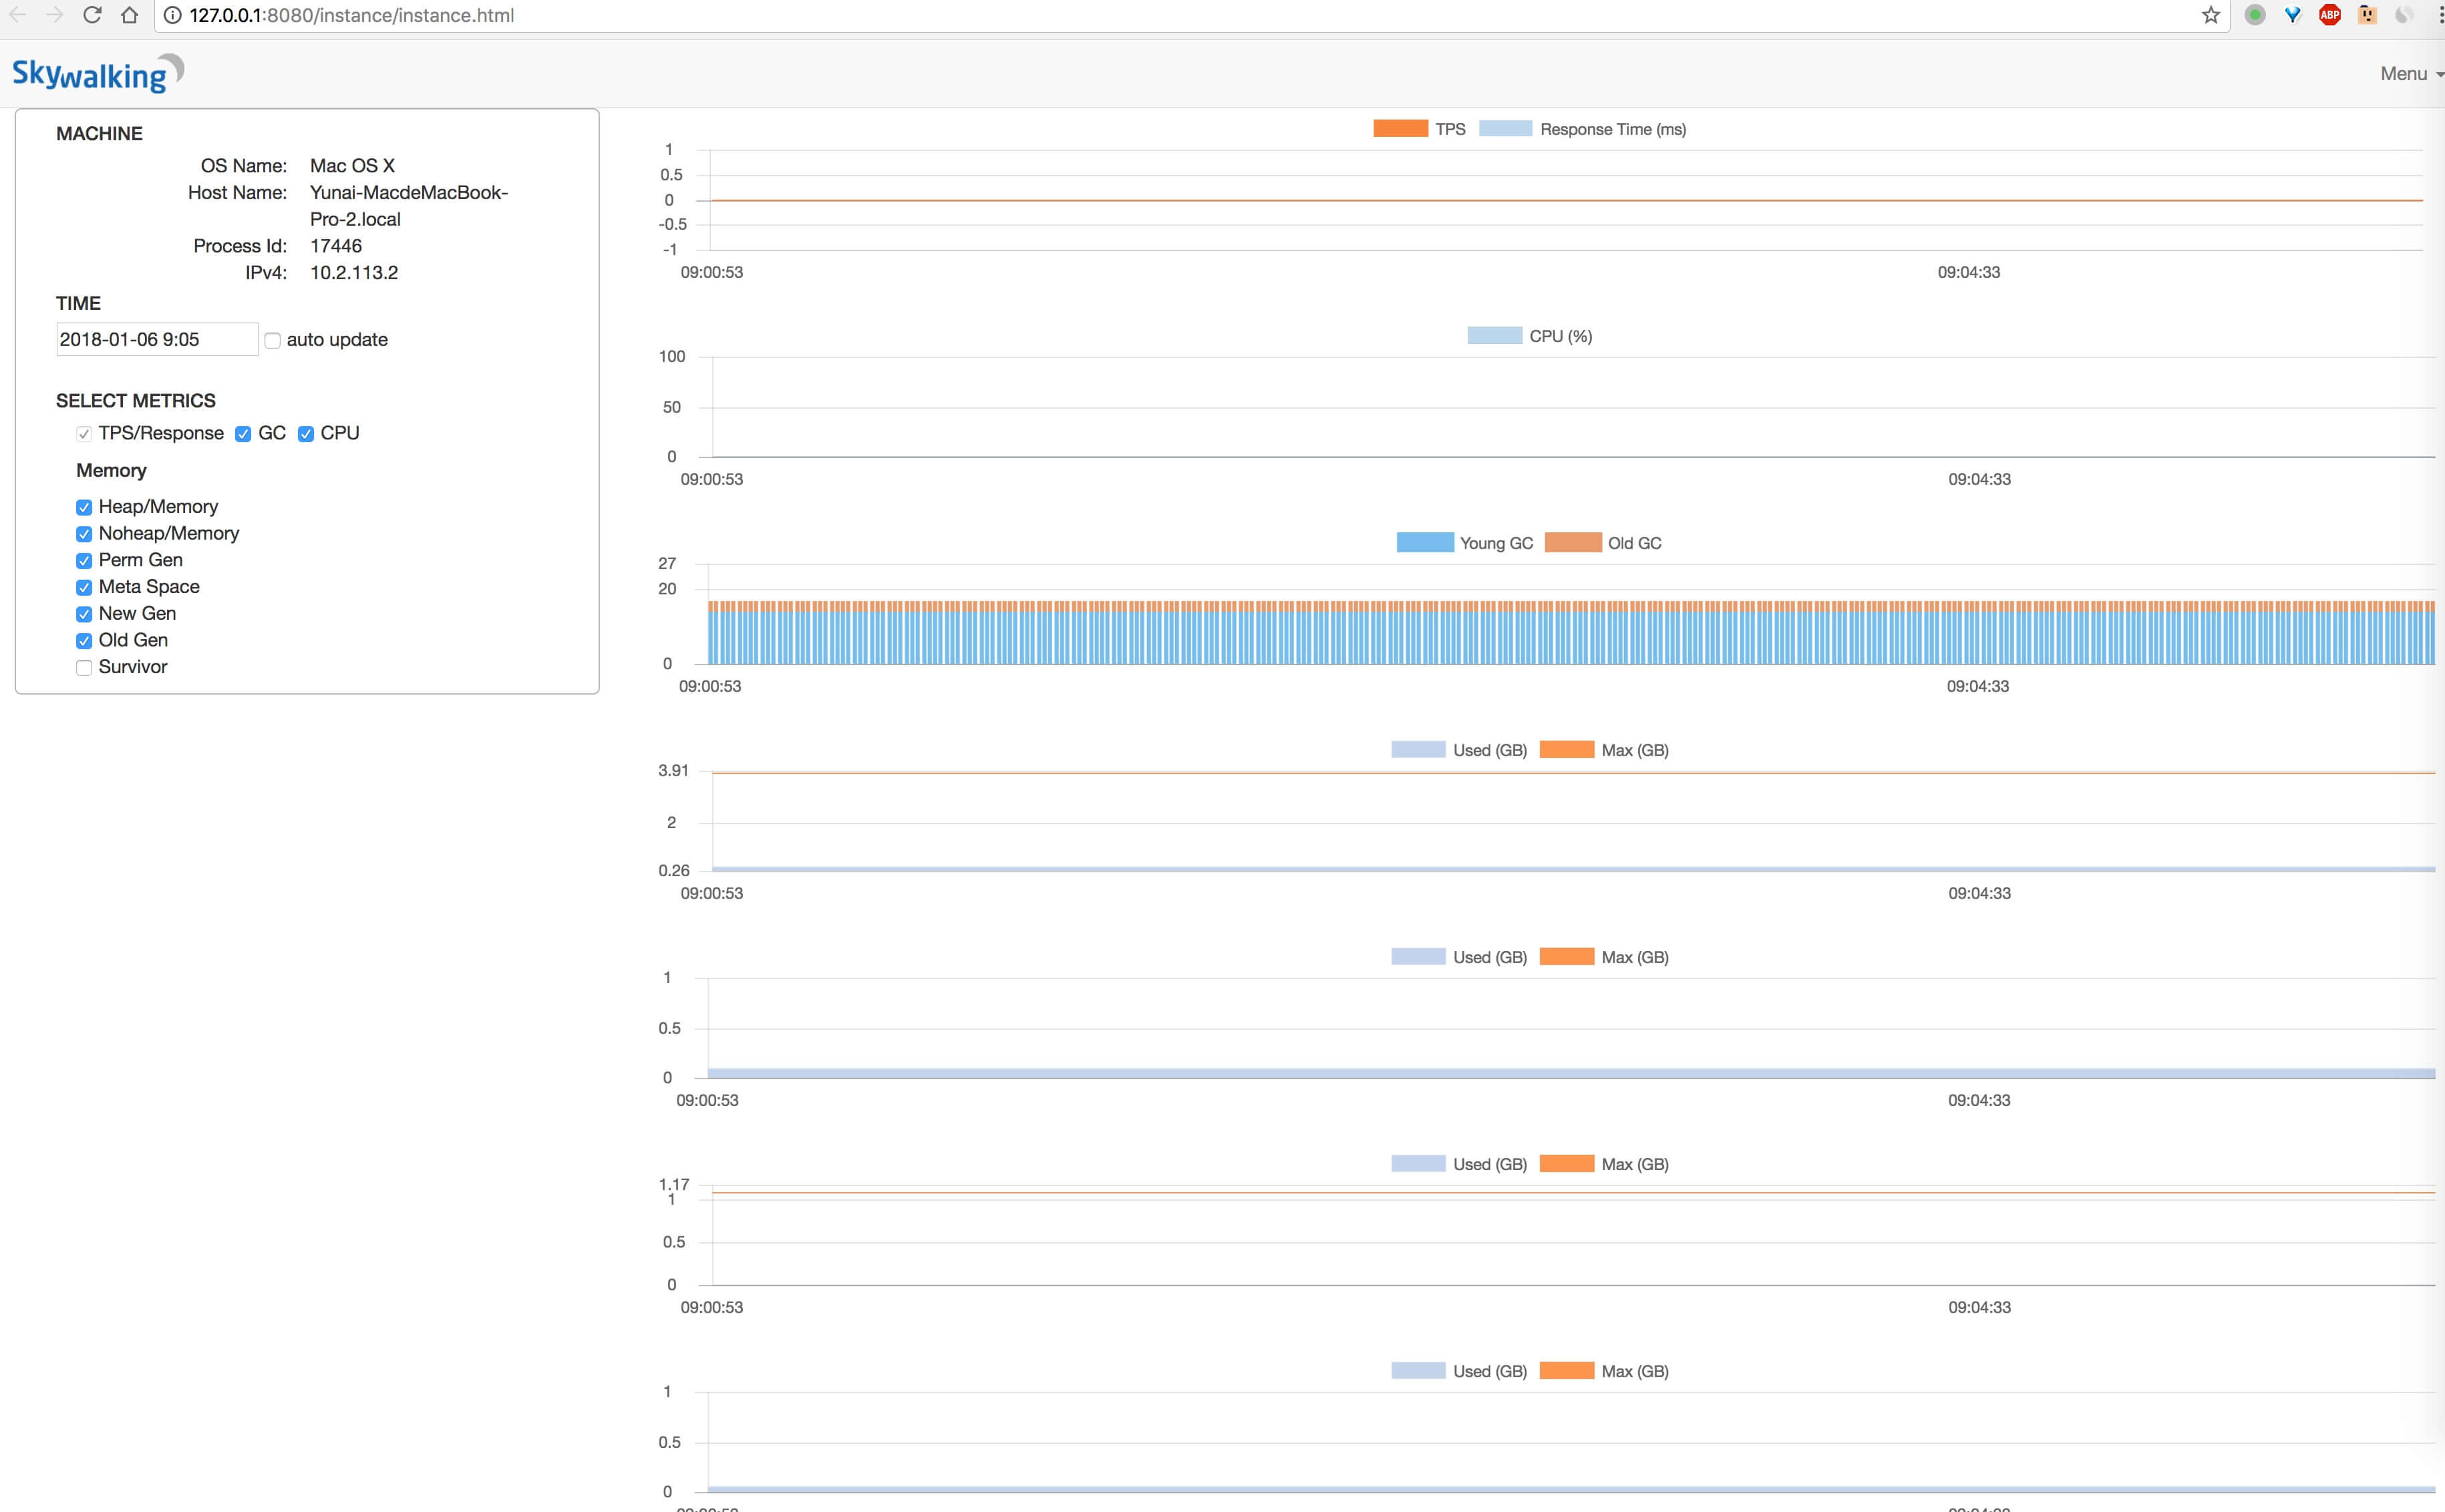 127.0.0.1:8080/instance/instance.html
ABP
Skywalking
Menu
MACHINE
OS Name: Mac OS X
Host Name: Yunai-MacdeMacBook-
Pro-2.local
Process Id: 17446
IPv4: 10.2.113.2
TIME
2018-01-06 9:05 auto update
SELECT METRICS
TPS/Response GC CPU
Memory
Heap/Memory
Noheap/Memory
Perm Gen
Meta Space
New Gen
Old Gen
Survivor
TPS Response Time (ms)
1
0.5
0
-0.5
-1
09:00:53 09:04:33
CPU (%)
100
50
0
09:00:53 09:04:33
Young GC Old GC
27
20
0
09:00:53 09:04:33
Used (GB) Max (GB)
3.91
2
0.26
09:00:53 09:04:33
Used (GB) Max (GB)
1
0.5
0
09:00:53 09:04:33
Used (GB) Max (GB)
1.17
1
0.5
0
09:00:53 09:04:33
Used (GB) Max (GB)
1
0.5
0